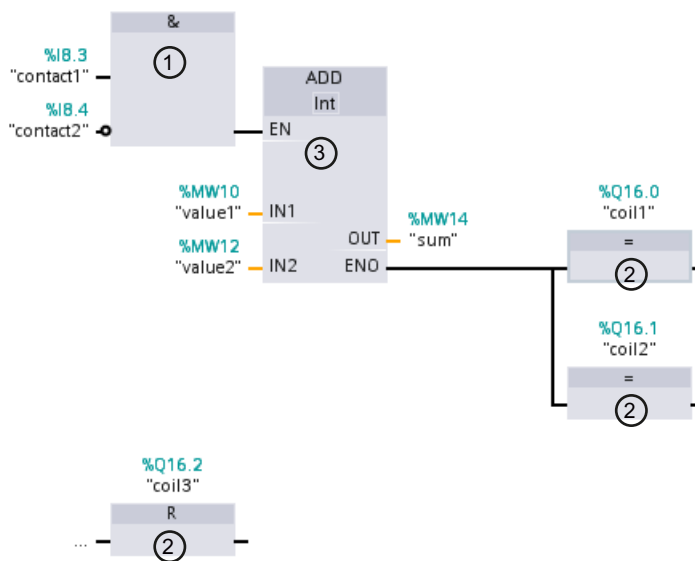 &
1
%I8.3
"contact1"
%I8.4
"contact2"
ADD
Int
EN
3
%MW10
"value1"
IN1
%MW12
"value2"
IN2
OUT
ENO
%MW14
"sum"
%Q16.0
"coil1"
=
2
%Q16.1
"coil2"
=
2
%Q16.2
"coil3"
R
...
2